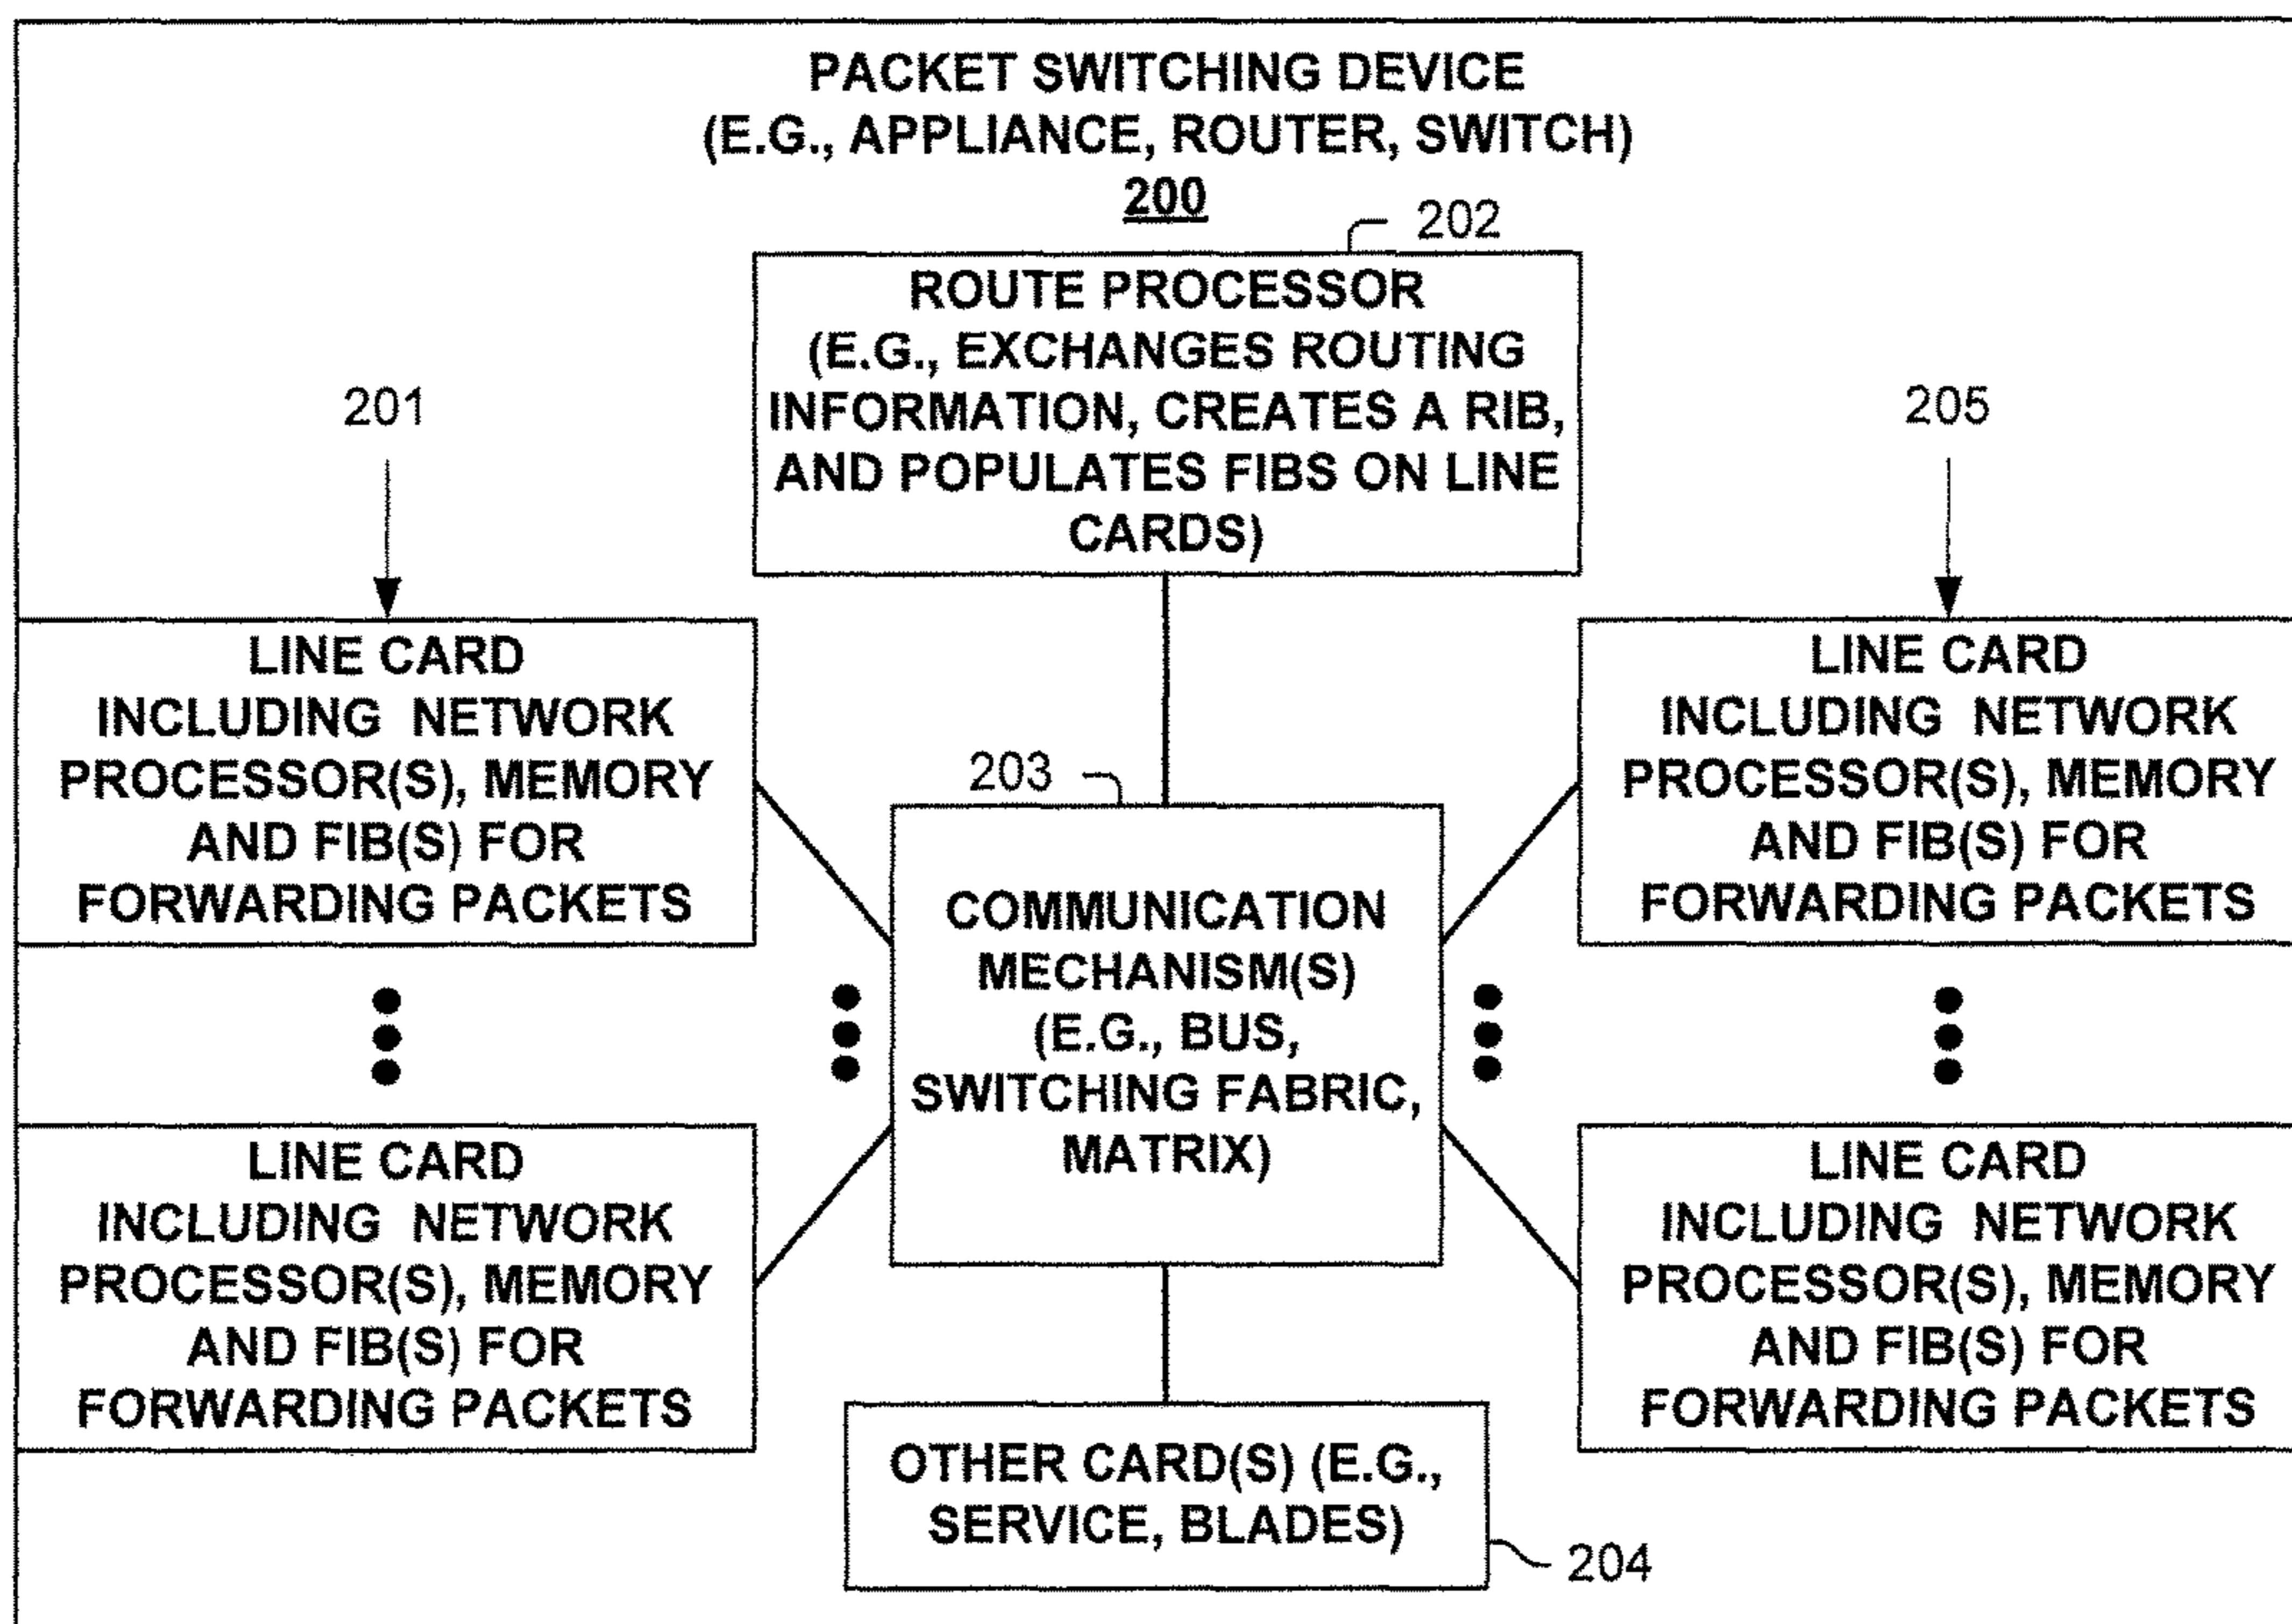 PACKET SWITCHING DEVICE
(E.G., APPLIANCE, ROUTER, SWITCH)
200
202
ROUTE PROCESSOR
(E.G., EXCHANGES ROUTING
INFORMATION, CREATES A RIB,
AND POPULATES FIBS ON LINE
CARDS)
201
LINE CARD
INCLUDING NETWORK
PROCESSOR(S), MEMORY
AND FIB(S) FOR
FORWARDING PACKETS
205
LINE CARD
INCLUDING NETWORK
PROCESSOR(S), MEMORY
AND FIB(S) FOR
FORWARDING PACKETS
203
COMMUNICATION
MECHANISM(S)
(E.G., BUS,
SWITCHING FABRIC,
MATRIX)
LINE CARD
INCLUDING NETWORK
PROCESSOR(S), MEMORY
AND FIB(S) FOR
FORWARDING PACKETS
LINE CARD
INCLUDING NETWORK
PROCESSOR(S), MEMORY
AND FIB(S) FOR
FORWARDING PACKETS
OTHER CARD(S) (E.G.,
SERVICE, BLADES)
204